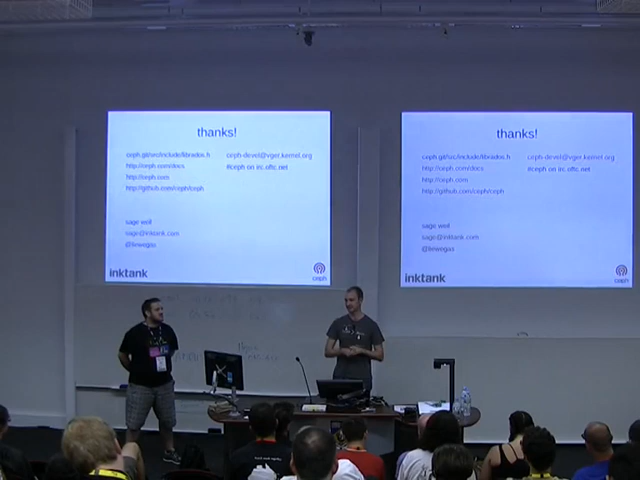 thanks!
ceph.git/src/include/librados.h
http://ceph.com/docs
http://ceph.com
http://github.com/ceph/ceph
ceph-devel@vger.kernel.org
#ceph on irc.oftc.net
sage weil
sage@inktank.com
@liewegas
inktank
ceph
thanks!
ceph.git/src/include/librados.h
http://ceph.com/docs
http://ceph.com
http://github.com/ceph/ceph
ceph-devel@vger.kernel.org
#ceph on irc.oftc.net
sage weil
sage@inktank.com
@liewegas
inktank
ceph